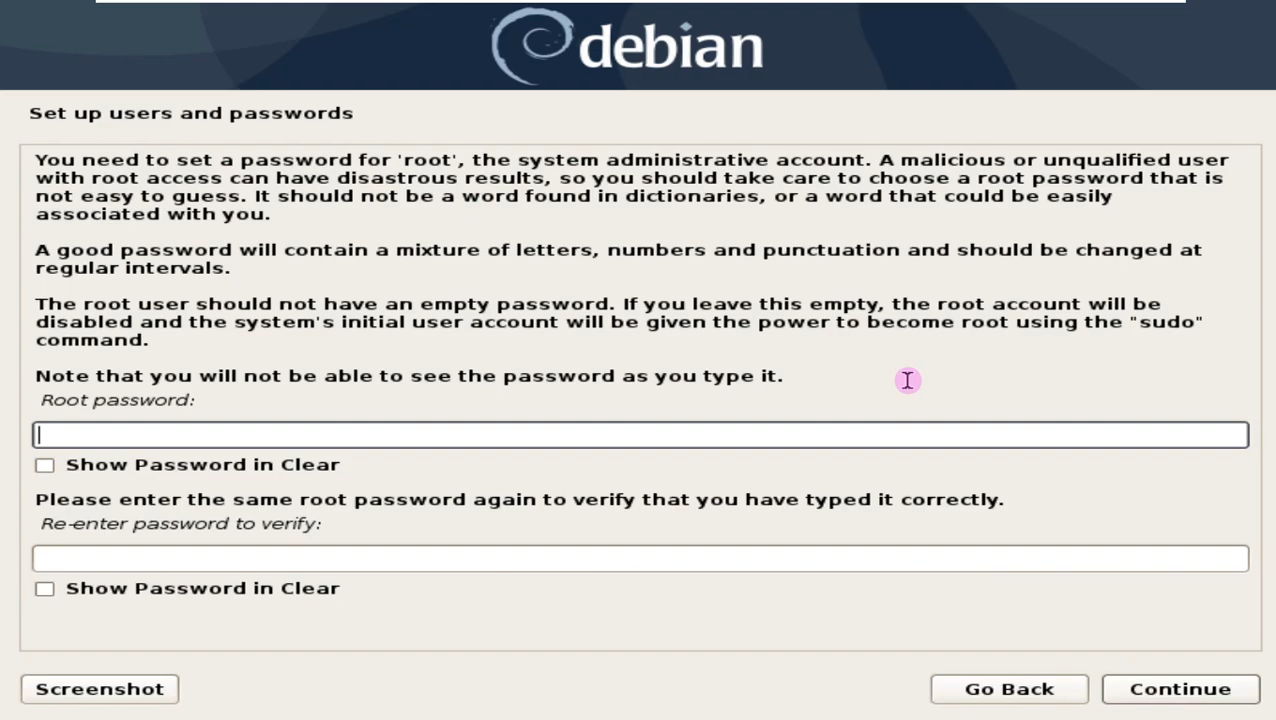 debian
Set up users and passwords
You need to set a password for 'root', the system administrative account. A malicious or unqualified user
with root access can have disastrous results, so you should take care to choose a root password that is
not easy to guess. It should not be a word found in dictionaries, or a word that could be easily
associated with you.
A good password will contain a mixture of letters, numbers and punctuation and should be changed at
regular intervals.
The root user should not have an empty password. If you leave this empty, the root account will be
disabled and the system's initial user account will be given the power to become root using the "sudo"
command.
Note that you will not be able to see the password as you type it.
Root password:
Show Password in Clear
Please enter the same root password again to verify that you have typed it correctly.
Re-enter password to verify:
Show Password in Clear
Screenshot
Go Back
Continue